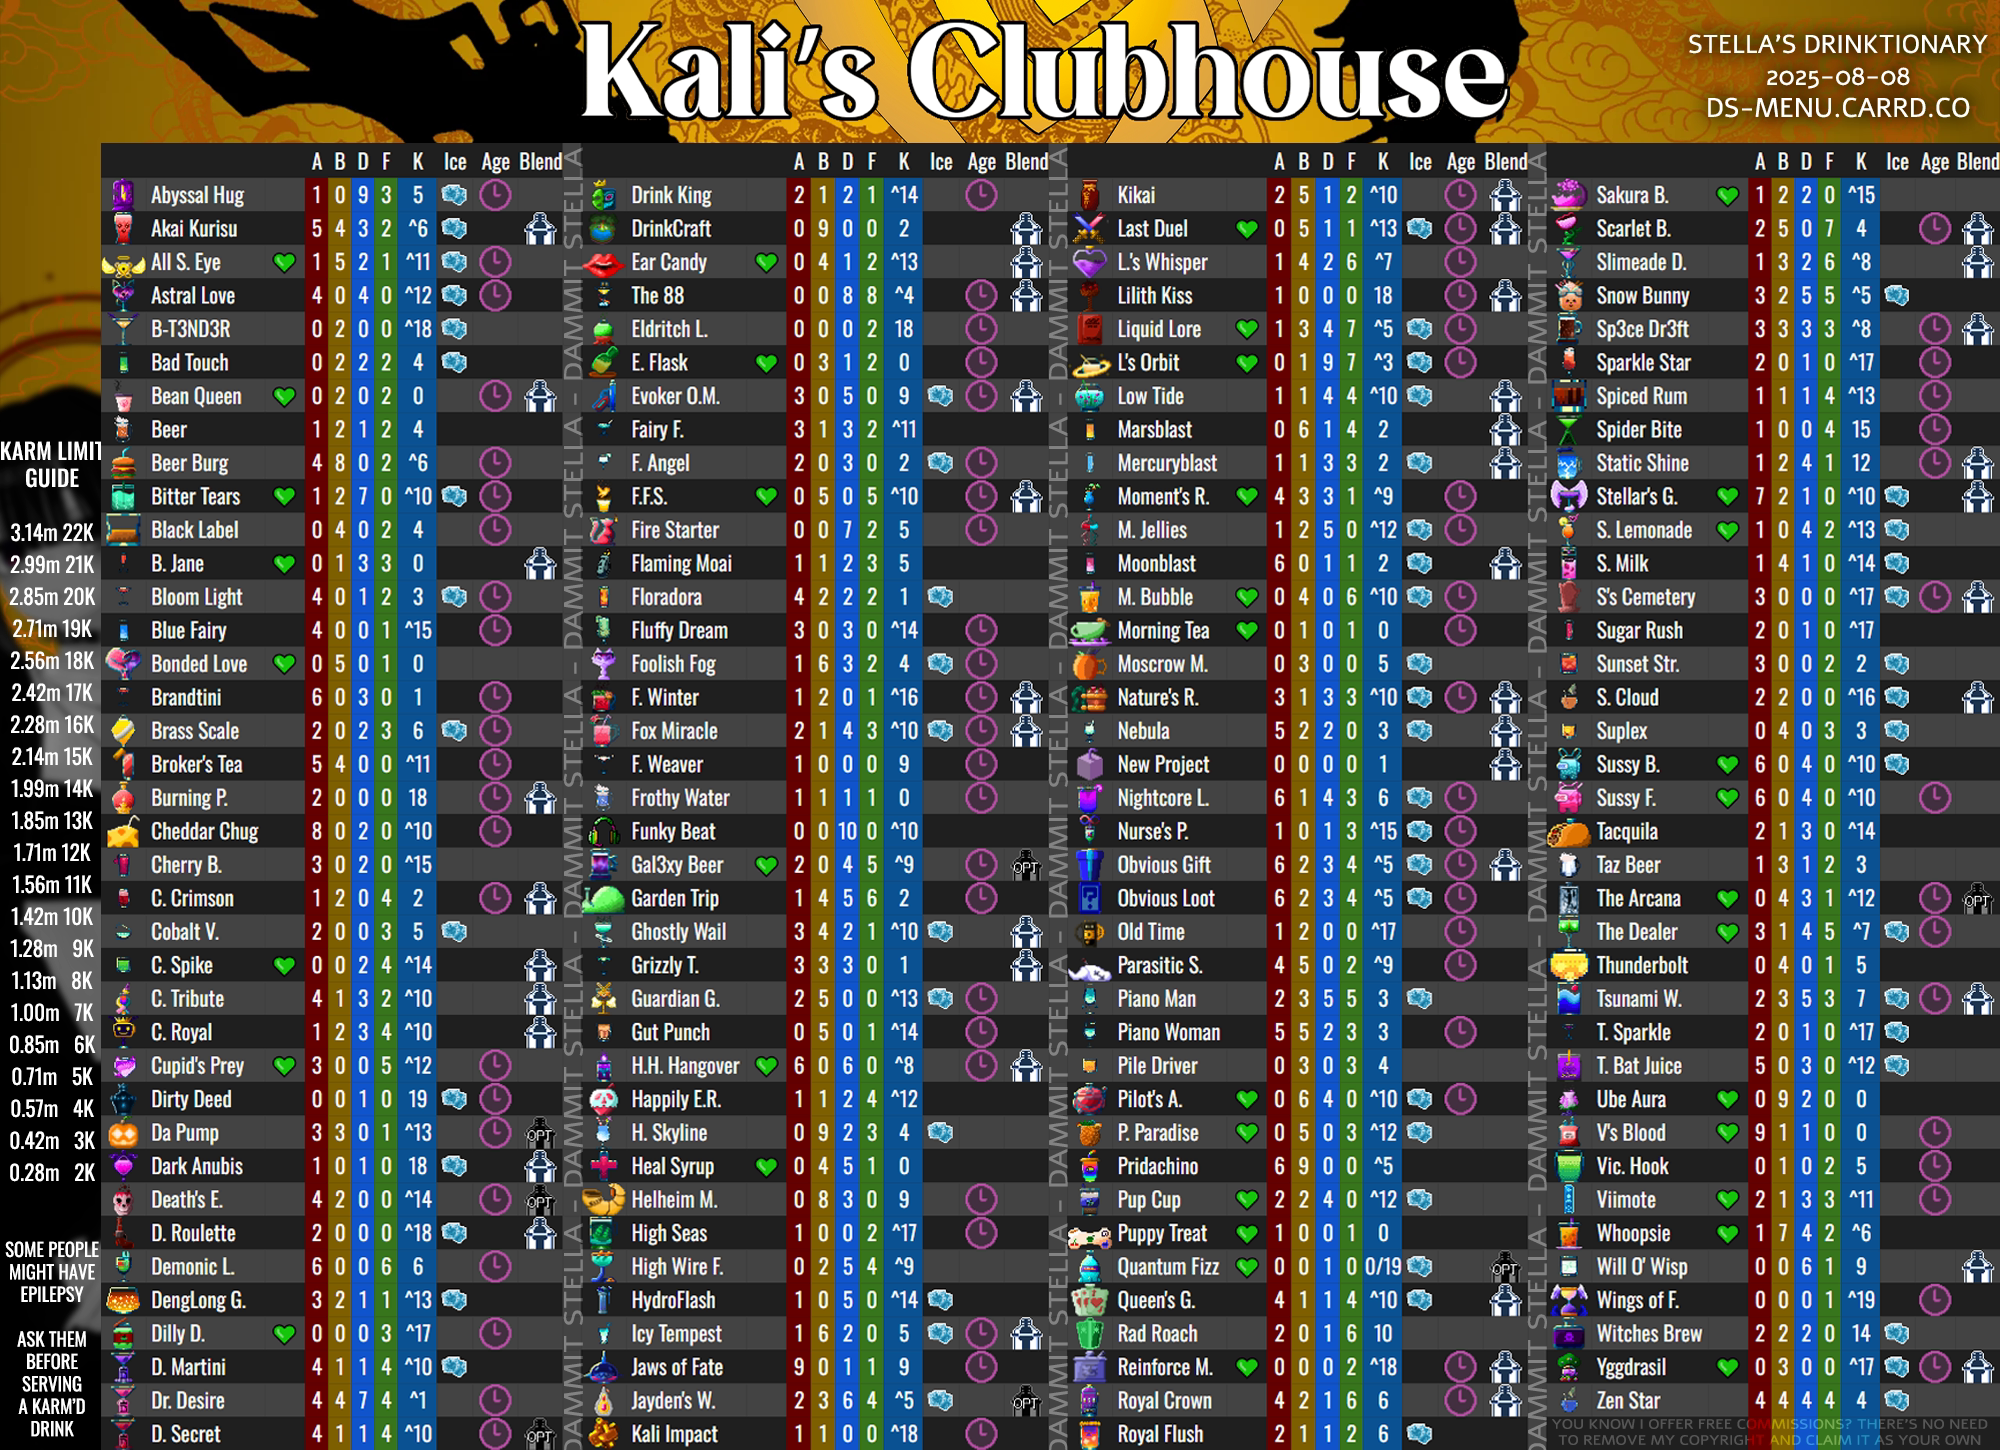 Kali's Clubhouse
STELLA'S DRINKTIONARY
2025-08-08
DS-MENU.CARRD.CO
KARM LIMIT
GUIDE
3.14m 22K
2.99m 21K
2.85m 20K
2.71m 19K
2.56m 18K
2.42m 17K
2.28m 16K
2.14m 15K
1.99m 14K
1.85m 13K
1.71m 12K
1.56m 11K
1.42m 10K
1.28m 9K
1.13m 8K
1.00m 7K
0.85m 6K
0.71m 5K
0.57m 4K
0.42m 3K
0.28m 2K
SOME PEOPLE
MIGHT HAVE
EPILEPSY
ASK THEM
BEFORE
SERVING
A KARM'D
DRINK
A B D F K Ice Age Blend
Abyssal Hug 1 0 9 3 5
Akai Kurisu 5 4 3 2 ^6
All S. Eye 1 5 2 1 ^11
Astral Love 4 0 4 0 ^12
B-T3ND3R 0 2 0 0 ^18
Bad Touch 0 2 2 2 4
Bean Queen 0 2 0 2 0
Beer 1 2 1 2 4
Beer Burg 4 8 0 2 ^6
Bitter Tears 1 2 7 0 ^10
Black Label 0 4 0 2 4
B. Jane 0 1 3 3 0
Bloom Light 4 0 1 2 3
Blue Fairy 4 0 0 1 ^15
Bonded Love 0 5 0 1 0
Brandtini 6 0 3 0 1
Brass Scale 2 0 2 3 6
Broker's Tea 5 4 0 0 ^11
Burning P. 2 0 0 0 18
Cheddar Chug 8 0 2 0 ^10
Cherry B. 3 0 2 0 ^15
C. Crimson 1 2 0 4 2
Cobalt V. 2 0 0 3 5
C. Spike 0 0 2 4 ^14
C. Tribute 4 1 3 2 ^10
C. Royal 1 2 3 4 ^10
Cupid's Prey 3 0 0 5 ^12
Dirty Deed 0 0 1 0 19
Da Pump 3 3 0 1 ^13 OPT
Dark Anubis 1 0 1 0 18
Death's E. 4 2 0 0 ^14 OPT
D. Roulette 2 0 0 0 ^18
Demonic L. 6 0 0 6 6
DengLong G. 3 2 1 1 ^13
Dilly D. 0 0 0 3 ^17
D. Martini 4 1 1 4 ^10
Dr. Desire 4 4 7 4 ^1
D. Secret 4 1 1 4 ^10 OPT
DAMMIT STELLA - DAMMIT STELLA - DAMMIT STELLA - DAMMIT STELLA
A B D F K Ice Age Blend
Drink King 2 1 2 1 ^14
DrinkCraft 0 9 0 0 2
Ear Candy 0 4 1 2 ^13
The 88 0 0 8 8 ^4
Eldritch L. 0 0 0 2 18
E. Flask 0 3 1 2 0
Evoker O.M. 3 0 5 0 9
Fairy F. 3 1 3 2 ^11
F. Angel 2 0 3 0 2
F.F.S. 0 5 0 5 ^10
Fire Starter 0 0 7 2 5
Flaming Moai 1 1 2 3 5
Floradora 4 2 2 2 1
Fluffy Dream 3 0 3 0 ^14
Foolish Fog 1 6 3 2 4
F. Winter 1 2 0 1 ^16
Fox Miracle 2 1 4 3 ^10
F. Weaver 1 0 0 0 9
Frothy Water 1 1 1 1 0
Funky Beat 0 0 10 0 ^10
Gal3xy Beer 2 0 4 5 ^9 OPT
Garden Trip 1 4 5 6 2
Ghostly Wail 3 4 2 1 ^10
Grizzly T. 3 3 3 0 1
Guardian G. 2 5 0 0 ^13
Gut Punch 0 5 0 1 ^14
H.H. Hangover 6 0 6 0 ^8
Happily E.R. 1 1 2 4 ^12
H. Skyline 0 9 2 3 4
Heal Syrup 0 4 5 1 0
Helheim M. 0 8 3 0 9
High Seas 1 0 0 2 ^17
High Wire F. 0 2 5 4 ^9
HydroFlash 1 0 5 0 ^14
Icy Tempest 1 6 2 0 5
Jaws of Fate 9 0 1 1 9
Jayden's W. 2 3 6 4 ^5 OPT
Kali Impact 1 1 0 0 ^18
DAMMIT STELLA - DAMMIT STELLA - DAMMIT STELLA - DAMMIT STELLA
A B D F K Ice Age Blend
Kikai 2 5 1 2 ^10
Last Duel 0 5 1 1 ^13
L.'s Whisper 1 4 2 6 ^7
Lilith Kiss 1 0 0 0 18
Liquid Lore 1 3 4 7 ^5
L's Orbit 0 1 9 7 ^3
Low Tide 1 1 4 4 ^10
Marsblast 0 6 1 4 2
Mercuryblast 1 1 3 3 2
Moment's R. 4 3 3 1 ^9
M. Jellies 1 2 5 0 ^12
Moonblast 6 0 1 1 2
M. Bubble 0 4 0 6 ^10
Morning Tea 0 1 0 1 0
Moscrow M. 0 3 0 0 5
Nature's R. 3 1 3 3 ^10
Nebula 5 2 2 0 3
New Project 0 0 0 0 1
Nightcore L. 6 1 4 3 6
Nurse's P. 1 0 1 3 ^15
Obvious Gift 6 2 3 4 ^5
Obvious Loot 6 2 3 4 ^5
Old Time 1 2 0 0 ^17
Parasitic S. 4 5 0 2 ^9
Piano Man 2 3 5 5 3
Piano Woman 5 5 2 3 3
Pile Driver 0 3 0 3 4
Pilot's A. 0 6 4 0 ^10
P. Paradise 0 5 0 3 ^12
Pridachino 6 9 0 0 ^5
Pup Cup 2 2 4 0 ^12
Puppy Treat 1 0 0 1 0
Quantum Fizz 0 0 1 0 0/19 OPT
Queen's G. 4 1 1 4 ^10
Rad Roach 2 0 1 6 10
Reinforce M. 0 0 0 2 ^18
Royal Crown 4 2 1 6 6
Royal Flush 2 1 1 2 6
DAMMIT STELLA - DAMMIT STELLA - DAMMIT STELLA - DAMMIT STELLA
A B D F K Ice Age Blend
Sakura B. 1 2 2 0 ^15
Scarlet B. 2 5 0 7 4
Slimeade D. 1 3 2 6 ^8
Snow Bunny 3 2 5 5 ^5
Sp3ce Dr3ft 3 3 3 3 ^8
Sparkle Star 2 0 1 0 ^17
Spiced Rum 1 1 1 4 ^13
Spider Bite 1 0 0 4 15
Static Shine 1 2 4 1 12
Stellar's G. 7 2 1 0 ^10
S. Lemonade 1 0 4 2 ^13
S. Milk 1 4 1 0 ^14
S's Cemetery 3 0 0 0 ^17
Sugar Rush 2 0 1 0 ^17
Sunset Str. 3 0 0 2 2
S. Cloud 2 2 0 0 ^16
Suplex 0 4 0 3 3
Sussy B. 6 0 4 0 ^10
Sussy F. 6 0 4 0 ^10
Tacquila 2 1 3 0 ^14
Taz Beer 1 3 1 2 3
The Arcana 0 4 3 1 ^12 OPT
The Dealer 3 1 4 5 ^7
Thunderbolt 0 4 0 1 5
Tsunami W. 2 3 5 3 7
T. Sparkle 2 0 1 0 ^17
T. Bat Juice 5 0 3 0 ^12
Ube Aura 0 9 2 0 0
V's Blood 9 1 1 0 0
Vic. Hook 0 1 0 2 5
Viimote 2 1 3 3 ^11
Whoopsie 1 7 4 2 ^6
Will O' Wisp 0 0 6 1 9
Wings of F. 0 0 0 1 ^19
Witches Brew 2 2 2 0 14
Yggdrasil 0 3 0 0 ^17
Zen Star 4 4 4 4 4
YOU KNOW I OFFER FREE COMMISSIONS? THERE'S NO NEED
TO REMOVE MY COPYRIGHT AND CLAIM IT AS YOUR OWN